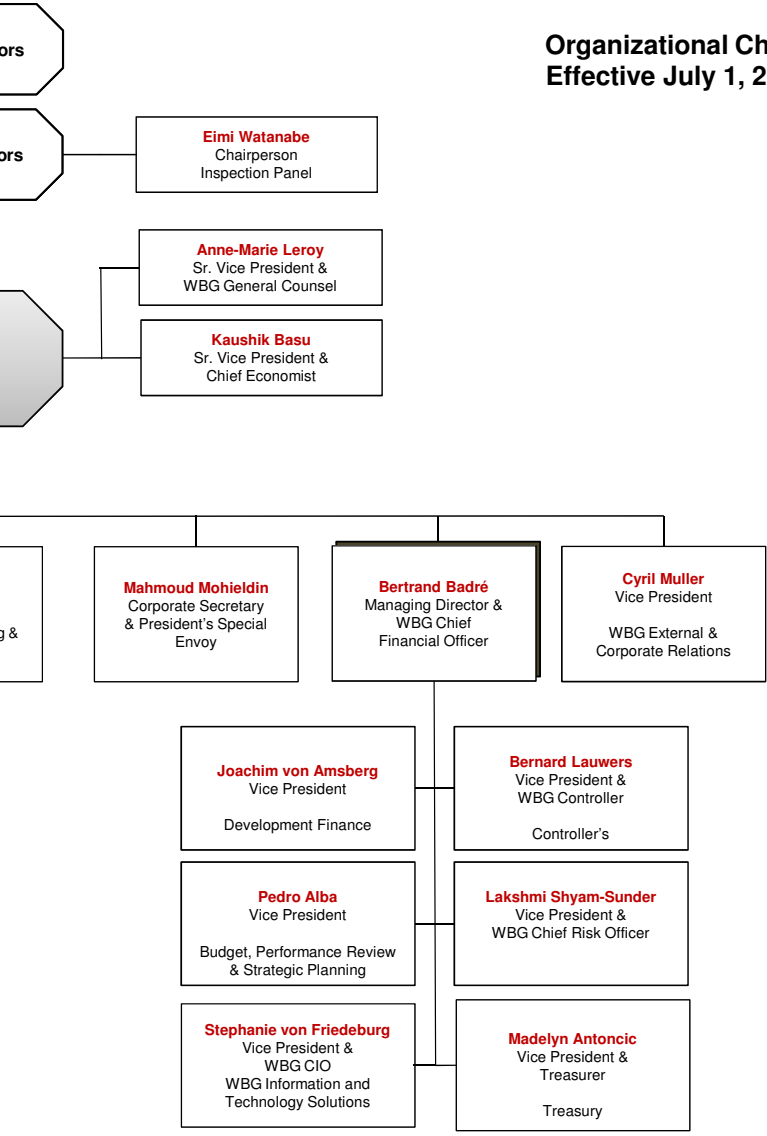 ors
Organizational Ch
Effective July 1, 2
ors
Eimi Watanabe
Chairperson
Inspection Panel
Anne-Marie Leroy
Sr. Vice President &
WBG General Counsel
Kaushik Basu
Sr. Vice President &
Chief Economist
g &
Mahmoud Mohieldin
Corporate Secretary
& President's Special
Envoy
Bertrand Badré
Managing Director &
WBG Chief
Financial Officer
Cyril Muller
Vice President
WBG External &
Corporate Relations
Joachim von Amsberg
Vice President
Development Finance
Bernard Lauwers
Vice President &
WBG Controller
Controller's
Pedro Alba
Vice President
Budget, Performance Review
& Strategic Planning
Lakshmi Shyam-Sunder
Vice President &
WBG Chief Risk Officer
Stephanie von Friedeburg
Vice President &
WBG CIO
WBG Information and
Technology Solutions
Madelyn Antoncic
Vice President &
Treasurer
Treasury